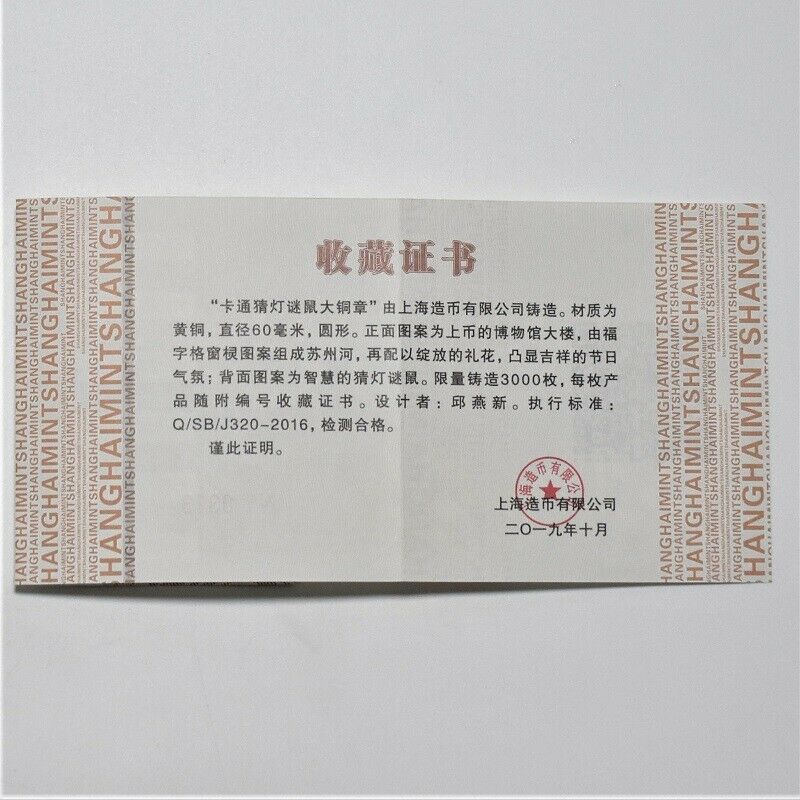 收藏证书
“卡通猜灯谜鼠大铜章”由上海造币有限公司铸造。材质为
黄铜，直径60毫米，圆形。正面图案为上币的博物馆大楼，由福
字格窗棂图案组成苏州河，再配以绽放的礼花，凸显吉祥的节日
气氛；背面图案为智慧的猜灯谜鼠。限量铸造3000枚，每枚产
品随附编号收藏证书。设计者：邱燕新。执行标准：
Q/SB/J320-2016，检测合格。
谨此证明。
上海造币有限公司
二〇一九年十月